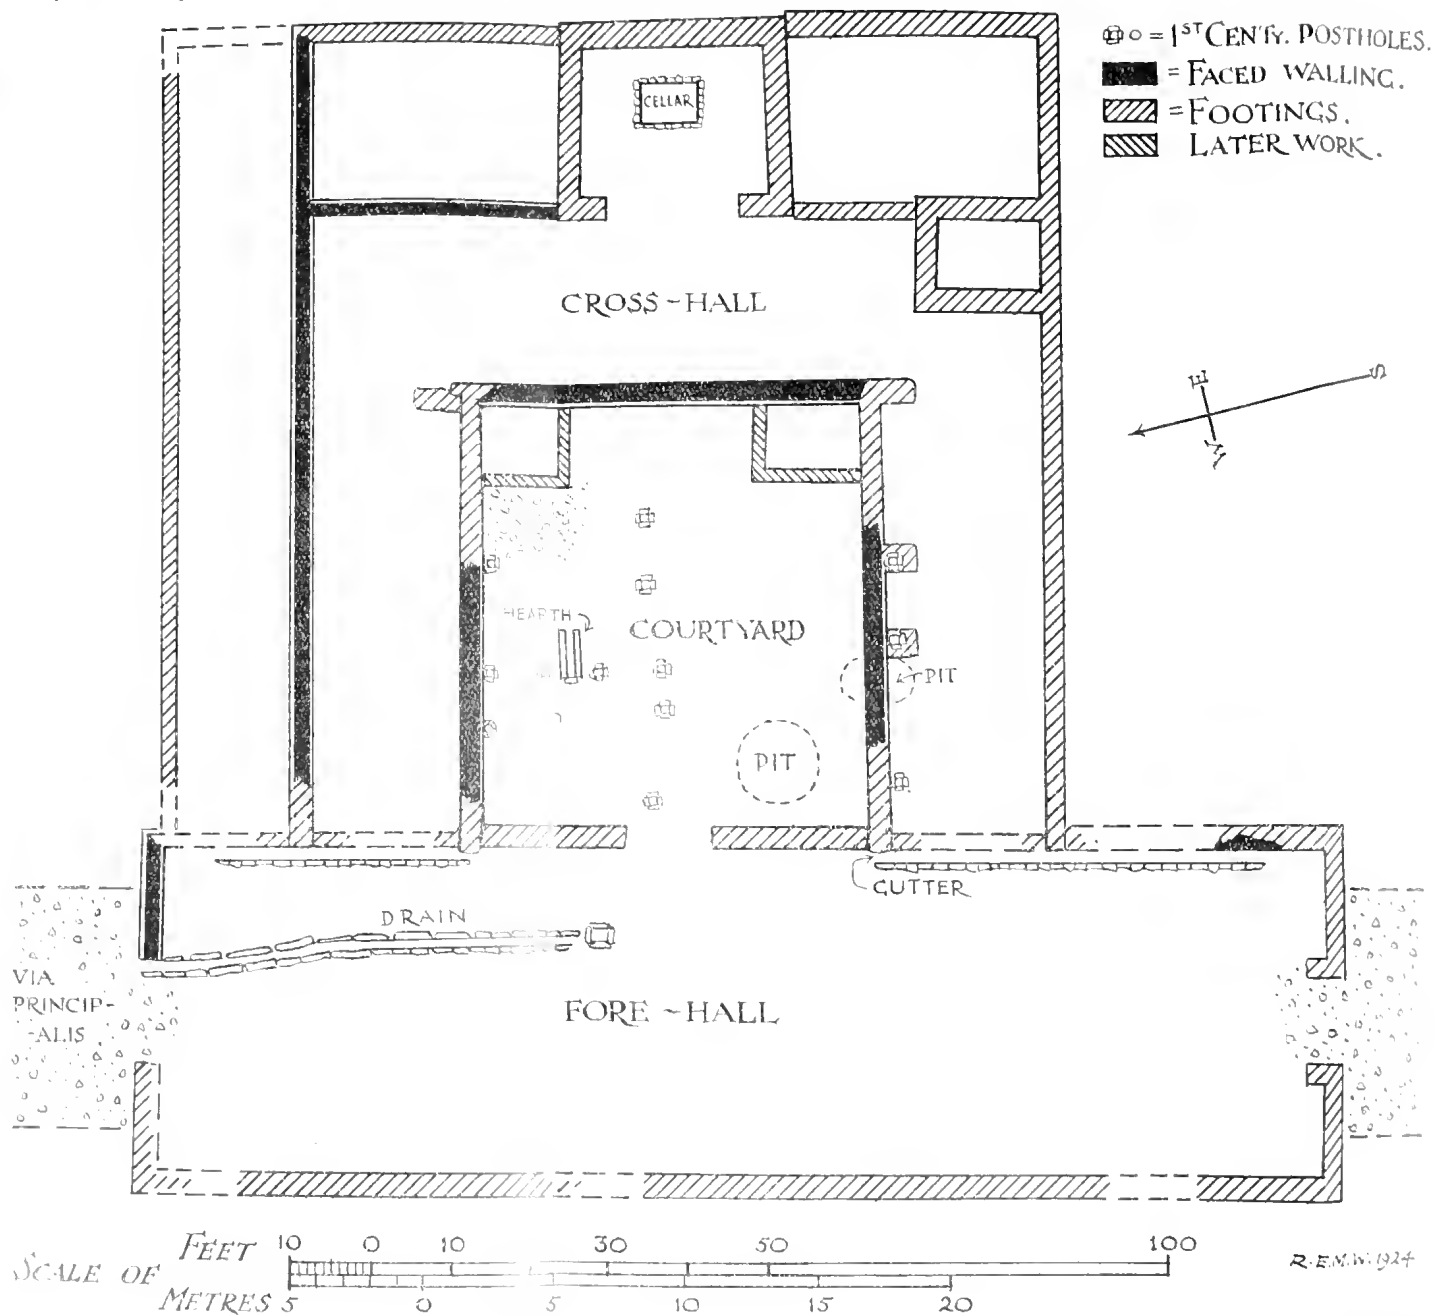 = 1ST CENTY. POSTHOLES.
= FACED WALLING.
= FOOTINGS.
LATER WORK.
CELLAR
CROSS-HALL
E
S
W
HEARTH
COURTYARD
PIT
PIT
GUTTER
DRAIN
VIA
PRINCIP-
-ALIS
FORE-HALL
SCALE OF
FEET 10 0 10 30 50 100
METRES 5 0 5 10 15 20
R.E.M.W. 1924